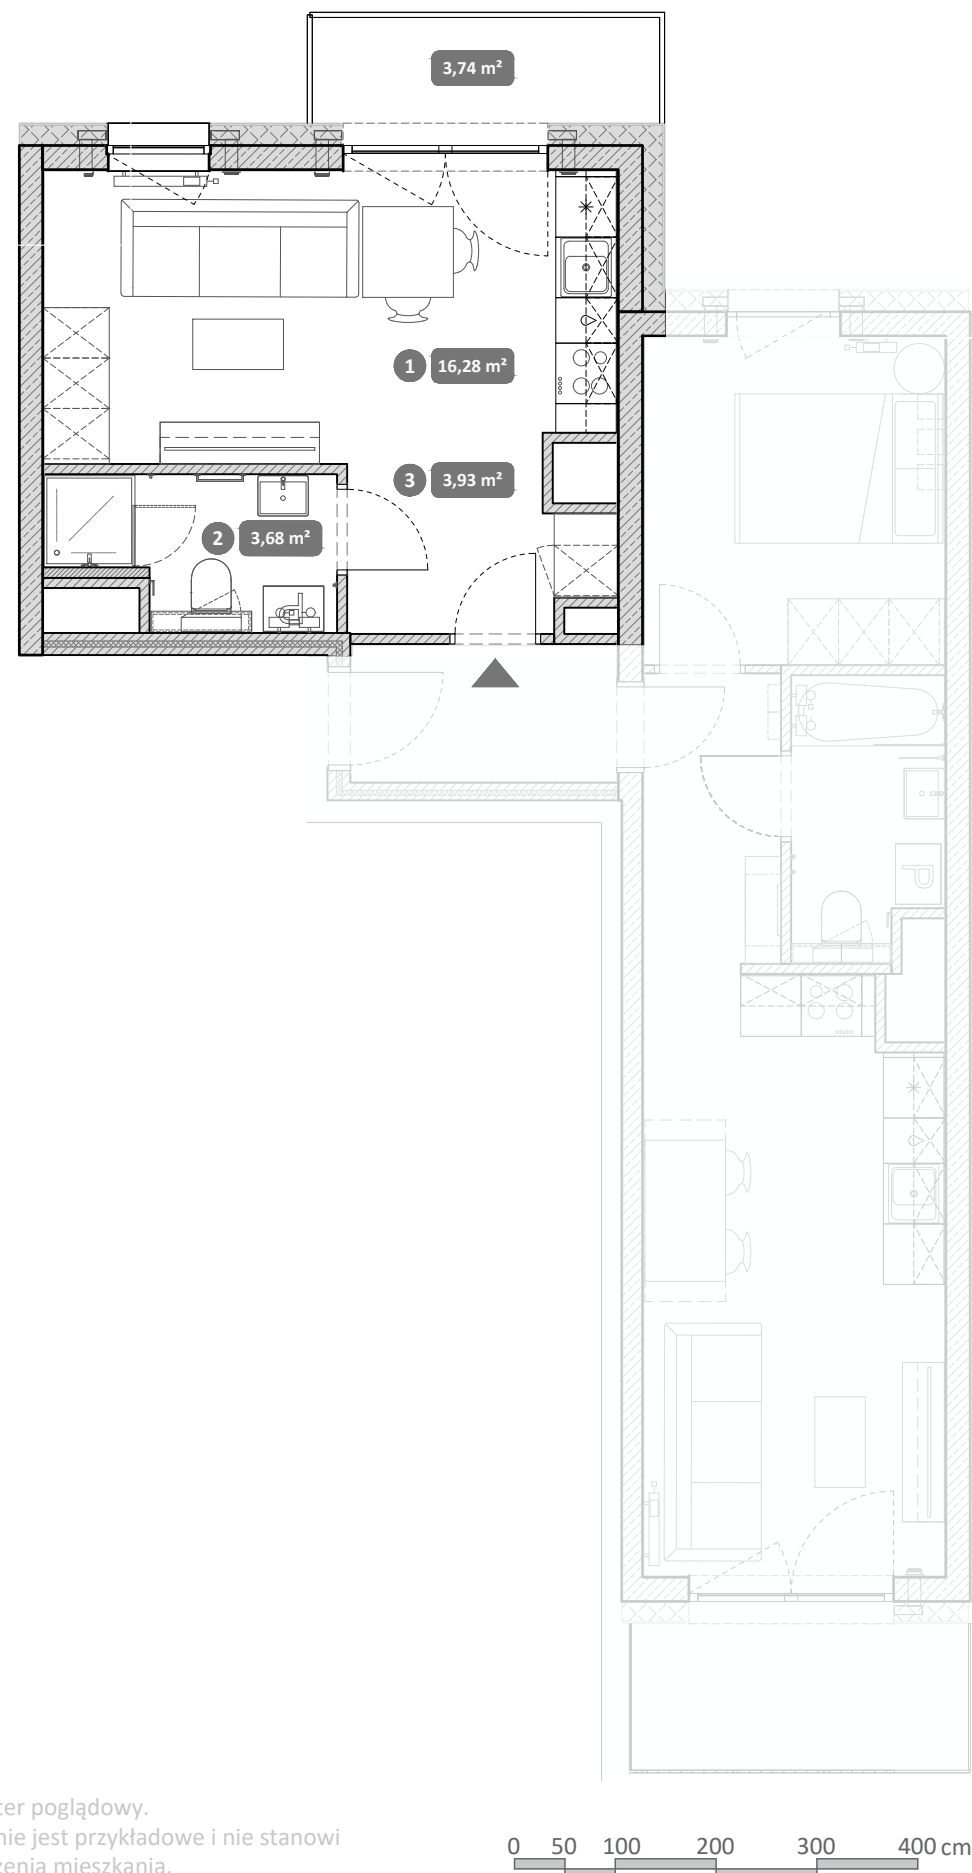 3,74 m²
1 16,28 m²
3 3,93 m²
2 3,68 m²
P
ter poglądowy.
nie jest przykładowe i nie stanowi
zenia mieszkania.
0 50 100 200 300 400 cm